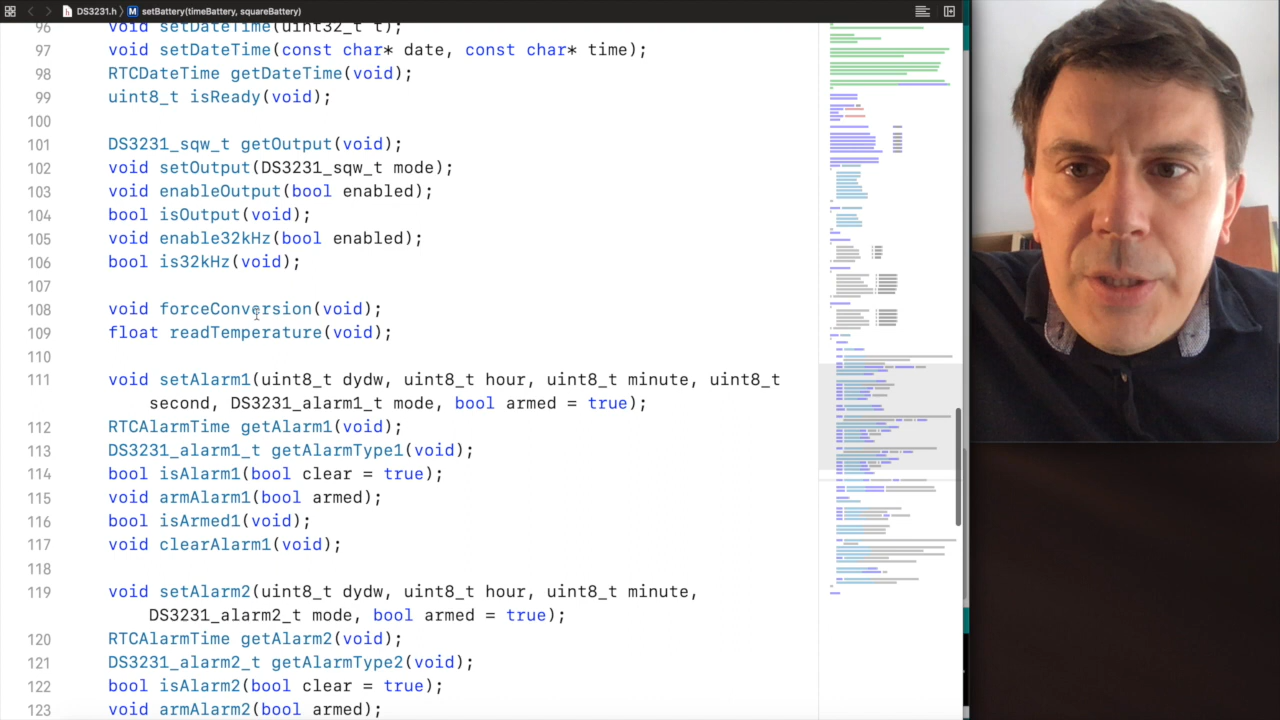 DS3231.h › M setBattery(timeBattery, squareBattery)
96 void setDateTime(uint32_t t);
97 void setDateTime(const char* date, const char* time);
98 RTCDateTime getDateTime(void);
99 uint8_t isReady(void);
100
101 DS3231_sqw_t getOutput(void);
102 void setOutput(DS3231_sqw_t mode);
103 void enableOutput(bool enabled);
104 bool isOutput(void);
105 void enable32kHz(bool enabled);
106 bool is32kHz(void);
107
108 void forceConversion(void);
109 float readTemperature(void);
110
111 void setAlarm1(uint8_t dydw, uint8_t hour, uint8_t minute, uint8_t
second, DS3231_alarm1_t mode, bool armed = true);
112 RTCAlarmTime getAlarm1(void);
113 DS3231_alarm1_t getAlarmType1(void);
114 bool isAlarm1(bool clear = true);
115 void armAlarm1(bool armed);
116 bool isArmed1(void);
117 void clearAlarm1(void);
118
119 void setAlarm2(uint8_t dydw, uint8_t hour, uint8_t minute,
DS3231_alarm2_t mode, bool armed = true);
120 RTCAlarmTime getAlarm2(void);
121 DS3231_alarm2_t getAlarmType2(void);
122 bool isAlarm2(bool clear = true);
123 void armAlarm2(bool armed);